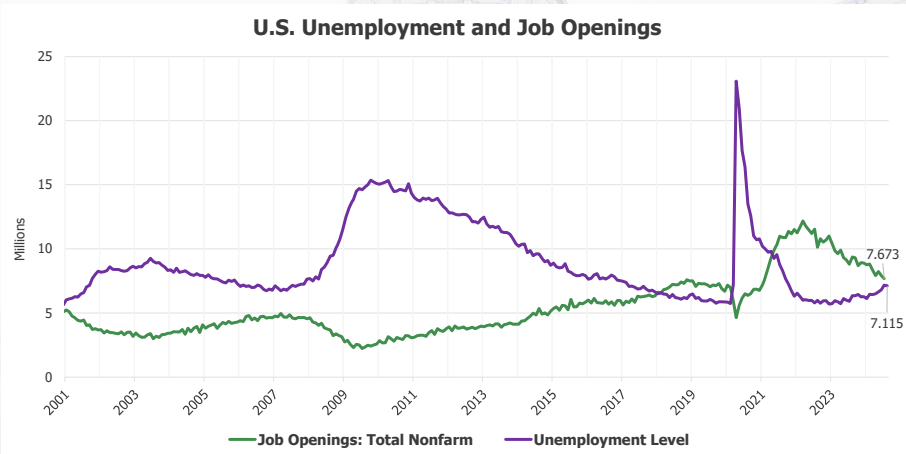 U.S. Unemployment and Job Openings
25
20
15
10
5
0
Millions
7.673
7.115
2001 2003 2005 2007 2009 2011 2013 2015 2017 2019 2021 2023
Job Openings: Total Nonfarm Unemployment Level